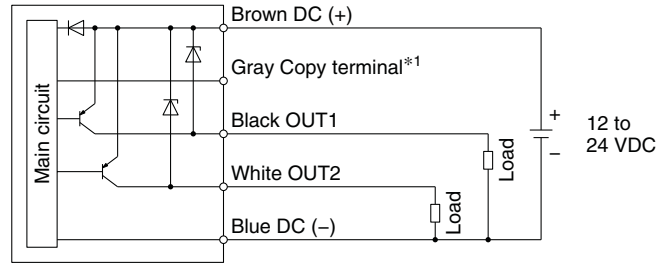 Brown DC (+)
Gray Copy terminal*1
Main circuit
Black OUT1
White OUT2
Blue DC (−)
Load
Load
+
−
12 to
24 VDC